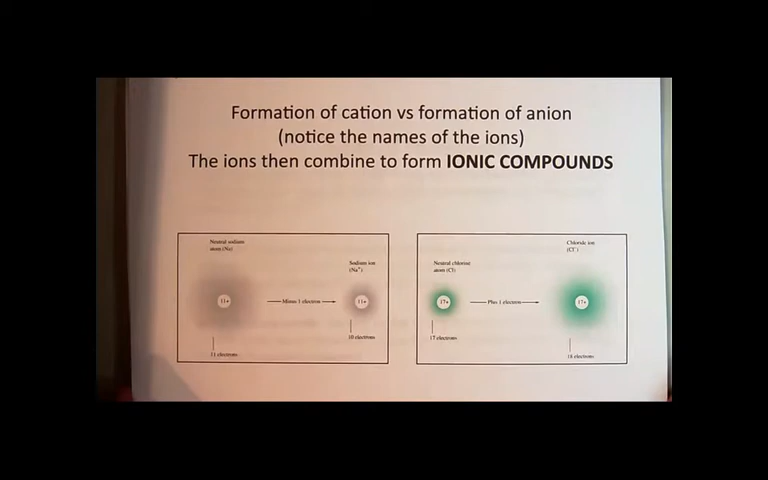 Formation of cation vs formation of anion
(notice the names of the ions)
The ions then combine to form IONIC COMPOUNDS
Neutral sodium
atom (Na)
Sodium ion
(Na⁺)
11+
Minus 1 electron
11+
10 electrons
11 electrons
Chloride ion
(Cl⁻)
Neutral chlorine
atom (Cl)
17+
Plus 1 electron
17+
17 electrons
18 electrons